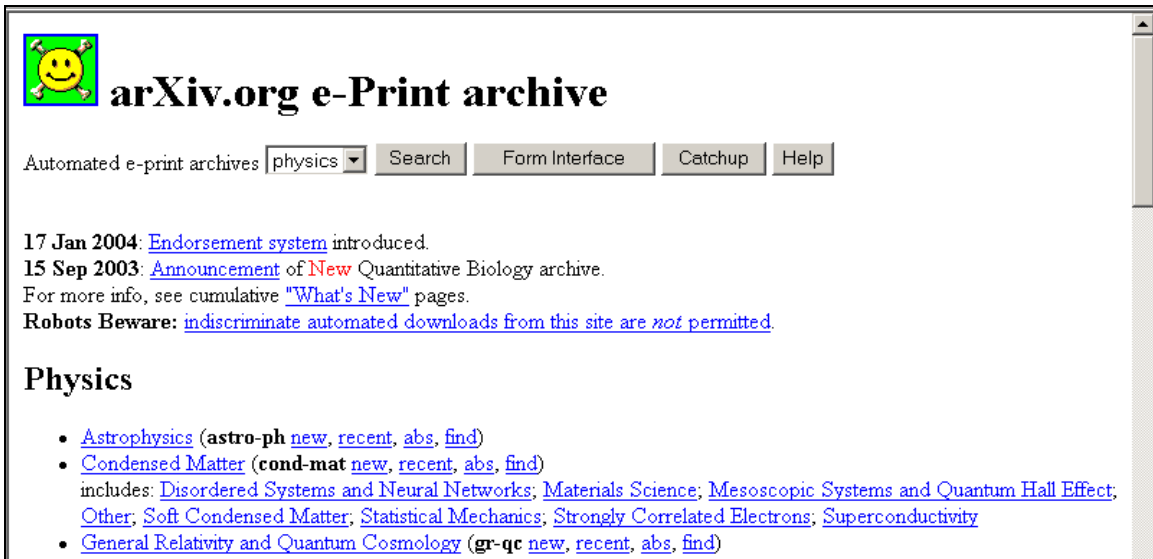 arXiv.org e-Print archive
Automated e-print archives physics Search Form Interface Catchup Help
17 Jan 2004: Endorsement system introduced.
15 Sep 2003: Announcement of New Quantitative Biology archive.
For more info, see cumulative "What's New" pages.
Robots Beware: indiscriminate automated downloads from this site are not permitted.
Physics
• Astrophysics (astro-ph new, recent, abs, find)
• Condensed Matter (cond-mat new, recent, abs, find)
includes: Disordered Systems and Neural Networks; Materials Science; Mesoscopic Systems and Quantum Hall Effect;
Other; Soft Condensed Matter; Statistical Mechanics; Strongly Correlated Electrons; Superconductivity
• General Relativity and Quantum Cosmology (gr-qc new, recent, abs, find)